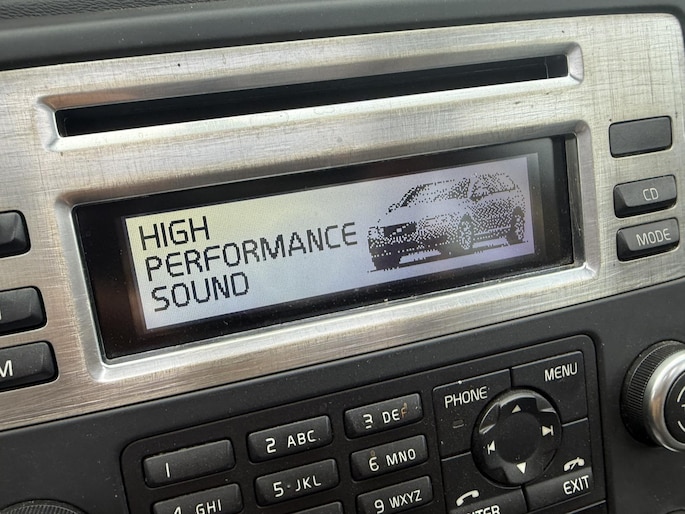 HIGH
PERFORMANCE
SOUND
CD
MODE
M
PHONE
MENU
1
2 ABC
3 DEF
4 GHI
5 JKL
6 MNO
9 WXYZ
EXIT